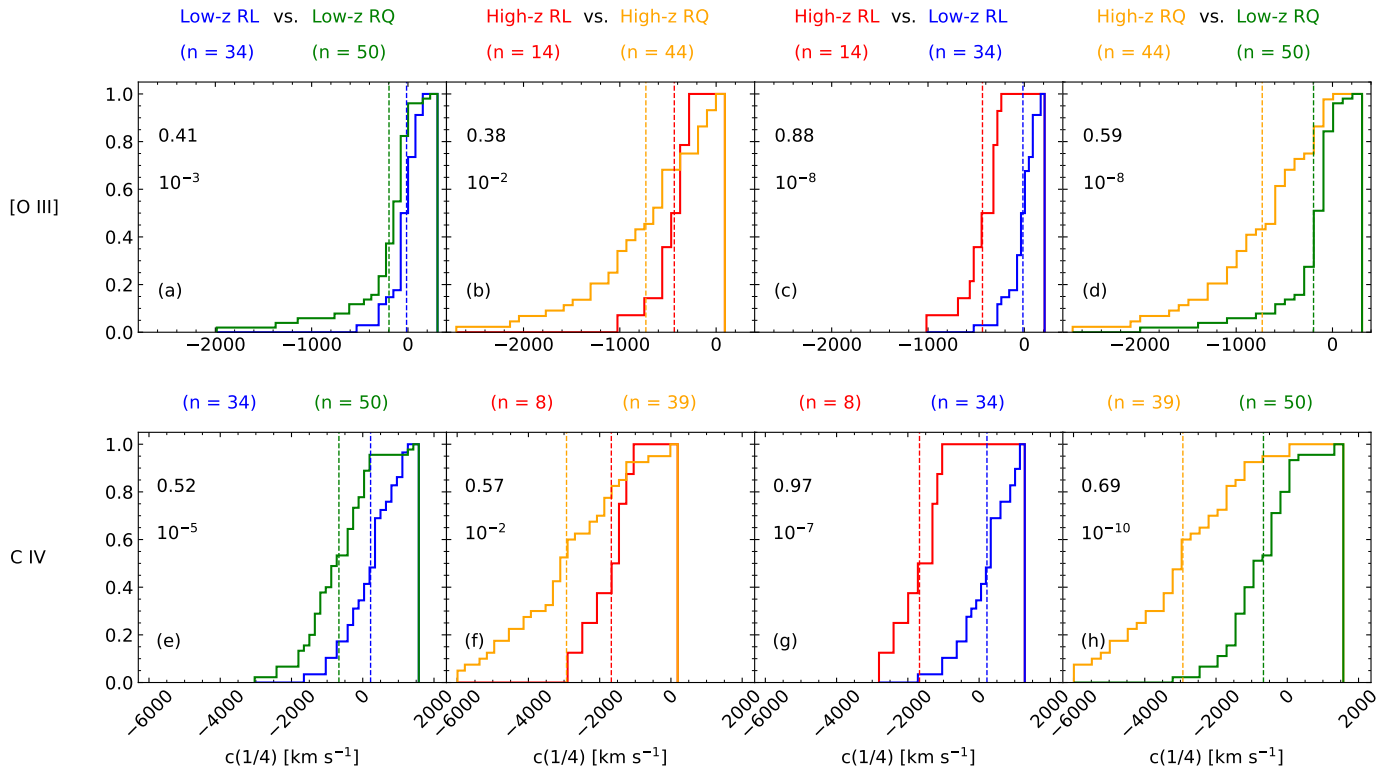 Low-z RL vs. Low-z RQ High-z RL vs. High-z RQ High-z RL vs. Low-z RL High-z RQ vs. Low-z RQ
(n = 34) (n = 50) (n = 14) (n = 44) (n = 14) (n = 34) (n = 44) (n = 50)
1.0
0.41 0.38 0.88 0.59
0.8
10⁻³ 10⁻² 10⁻⁸ 10⁻⁸
0.6
[O III]
0.4
0.2
(a) (b) (c) (d)
0.0
−2000 −1000 0 −2000 −1000 0 −2000 −1000 0 −2000 −1000 0
(n = 34) (n = 50) (n = 8) (n = 39) (n = 8) (n = 34) (n = 39) (n = 50)
1.0
0.52 0.57 0.97 0.69
0.8
10⁻⁵ 10⁻² 10⁻⁷ 10⁻¹⁰
0.6
C IV
0.4
0.2
(e) (f) (g) (h)
0.0
−6000 −4000 −2000 0 2000 −6000 −4000 −2000 0 2000 −6000 −4000 −2000 0 2000 −6000 −4000 −2000 0 2000
c(1/4) [km s⁻¹] c(1/4) [km s⁻¹] c(1/4) [km s⁻¹] c(1/4) [km s⁻¹]